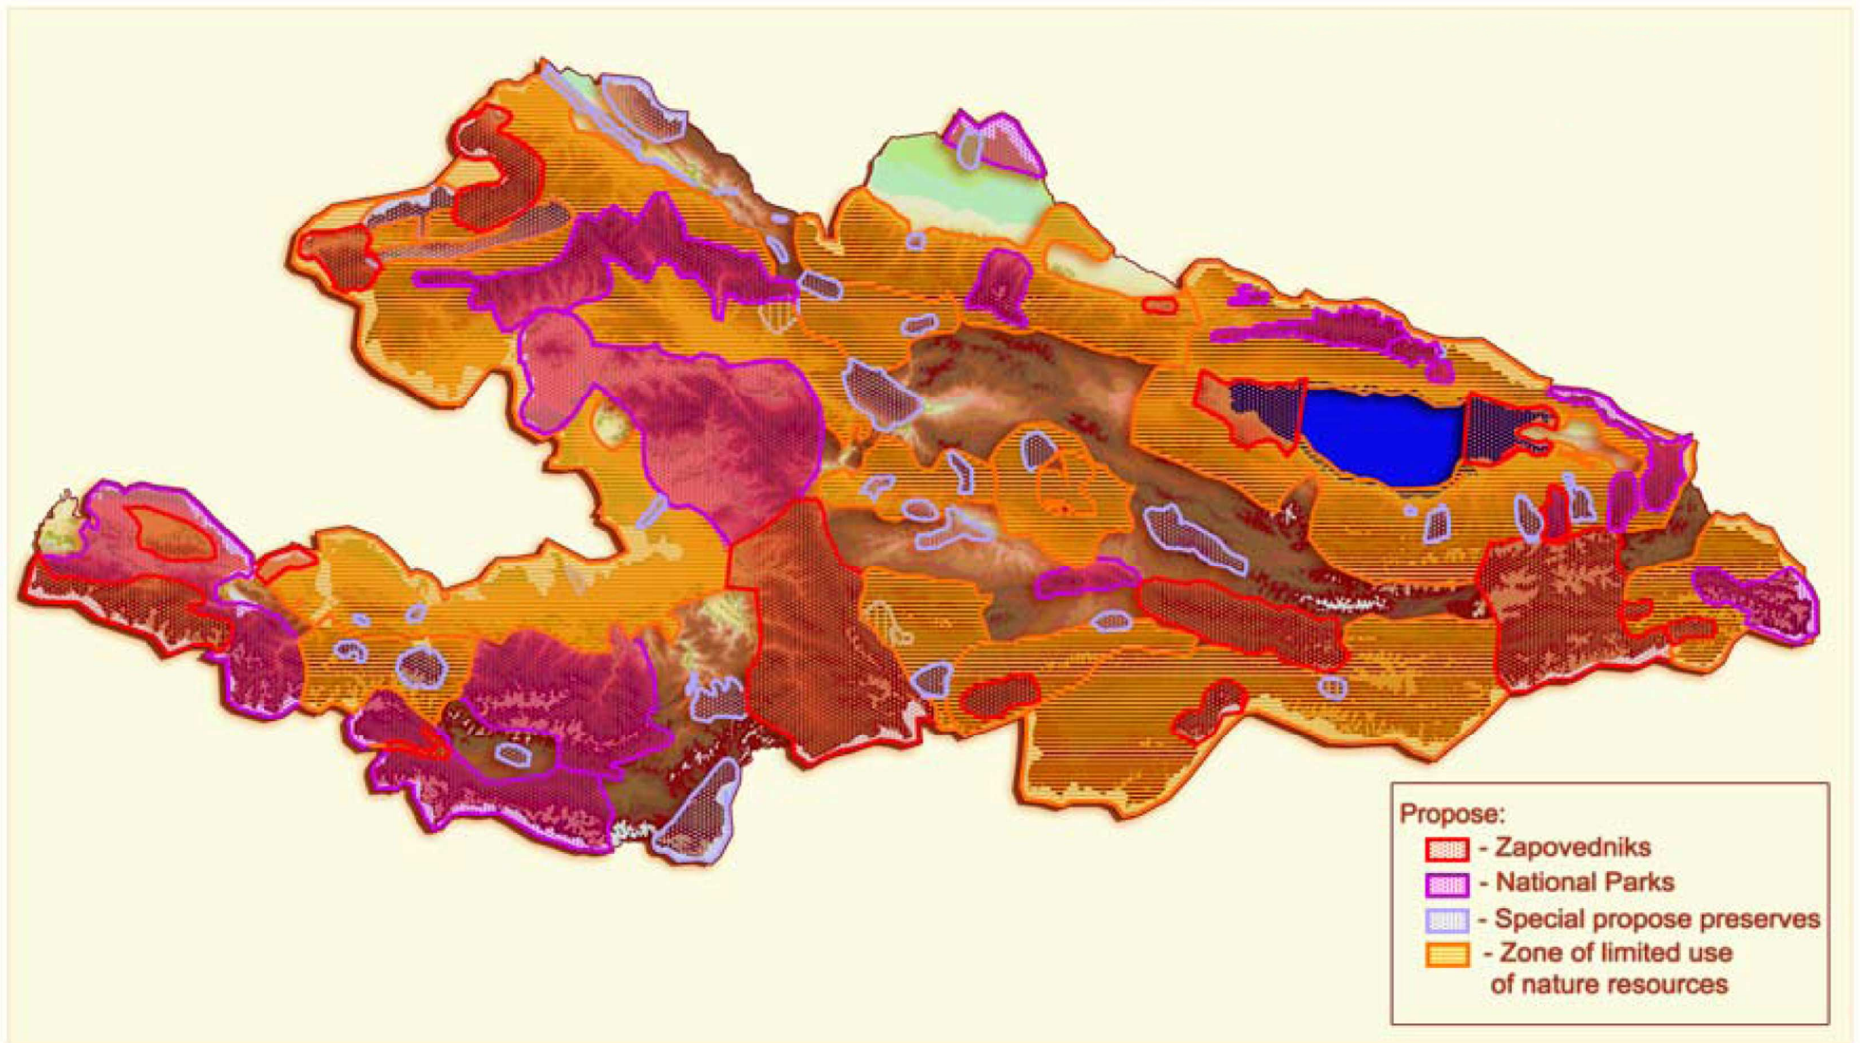 Propose:
- Zapovedniks
- National Parks
- Special propose preserves
- Zone of limited use
of nature resources